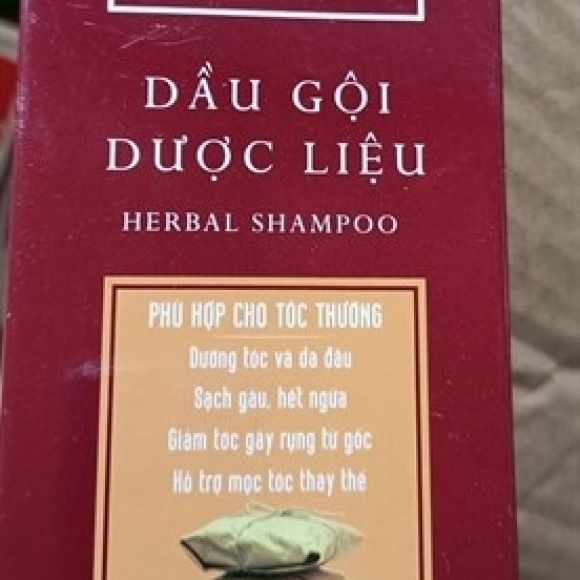 DẦU GỘI
DƯỢC LIỆU
HERBAL SHAMPOO
PHÙ HỢP CHO TÓC THƯỜNG
Dưỡng tóc và da đầu
Sạch gàu, hết ngứa
Giảm tóc gãy rụng từ gốc
Hỗ trợ mọc tóc thay thế